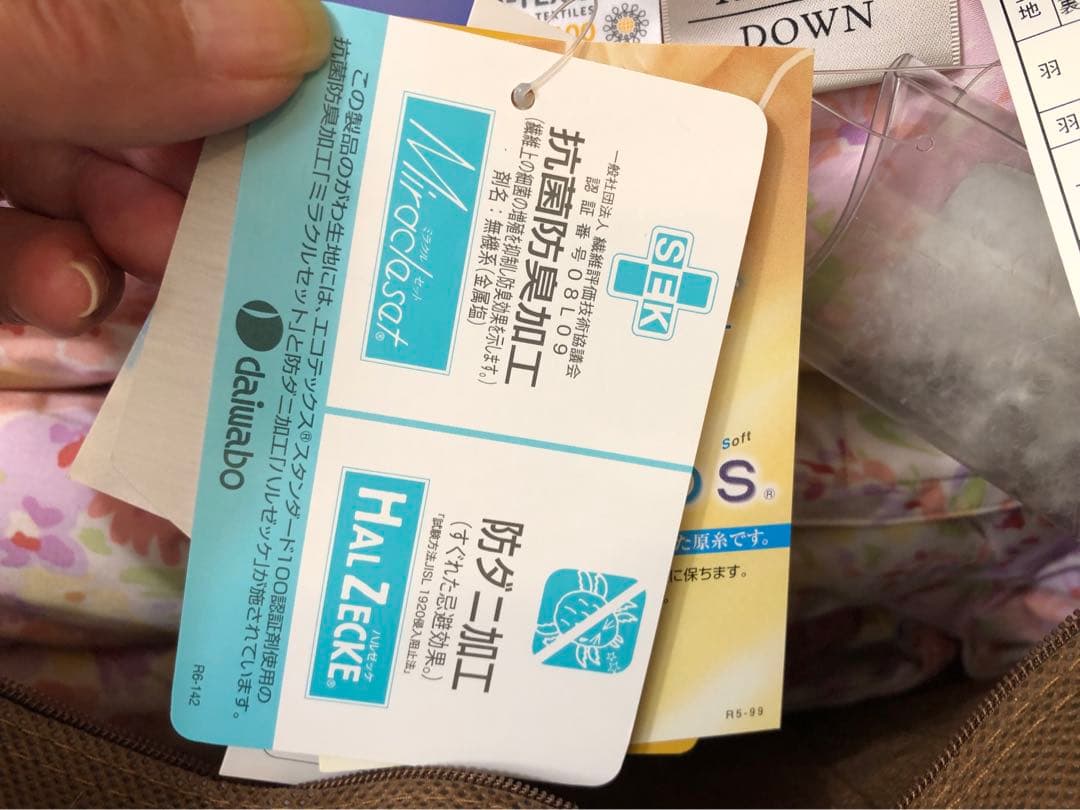 SEK
一般社団法人 繊維評価技術協議会
認証番号08L09
抗菌防臭加工
(繊維上の細菌の増殖を抑制し防臭効果を示します。)
剤名：無機系(金属塩)
ミラクルセット
Miraclasat®
防ダニ加工
(すぐれた忌避効果。)
「試験方法JISL 1920侵入阻止法」
ハルゼッケ
HALZECKE®
この製品のがわ生地には、エコテックス®スタンダード100認証剤使用の
抗菌防臭加工「ミラクルセット」と防ダニ加工「ハルゼッケ」が施されています。
daiwabo
R6-142
TEXTILES
DOWN
地
羽
羽
Soft
S®
た原糸です。
に保ちます。
R5-99